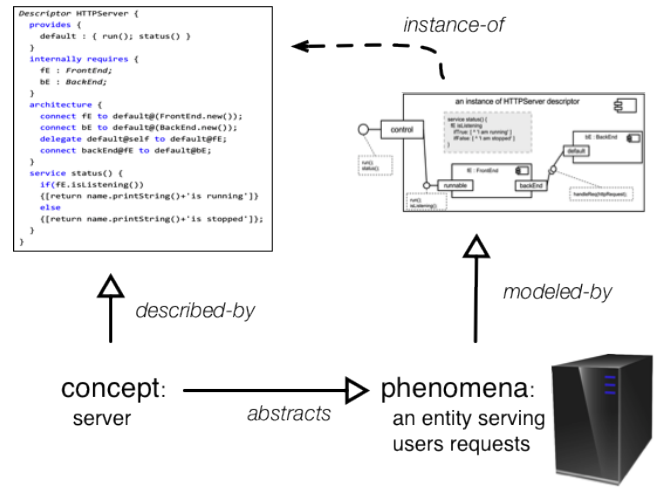 Descriptor HTTPServer {
provides {
default : { run(); status() }
}
internally requires {
fE : FrontEnd;
bE : BackEnd;
}
architecture {
connect fE to default@(FrontEnd.new());
connect bE to default@(BackEnd.new());
delegate default@self to default@fE;
connect backEnd@fE to default@bE;
}
service status() {
if(fE.isListening())
{[return name.printString()+'is running']}
else
{[return name.printString()+'is stopped']};
}
}
instance-of
an instance of HTTPServer descriptor
service status() {
fE isListening
ifTrue: [ ^ 'I am running' ]
ifFalse: [ ^ 'I am stopped' ]
}
control
run()
status()
bE : BackEnd
default
fE : FrontEnd
runnable
backEnd
run()
isListening()
handleReq(httpRequest);
described-by
modeled-by
concept:
server
abstracts
phenomena:
an entity serving
users requests